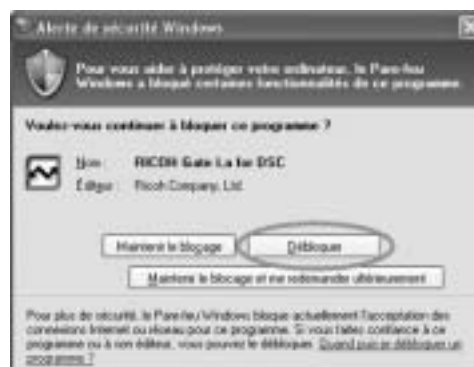 Alerte de sécurité Windows
Pour vous aider à protéger votre ordinateur, le Pare-feu
Windows a bloqué certaines fonctionnalités de ce programme.
Voulez-vous continuer à bloquer ce programme ?
Nom : RICOH Gate La for DSC
Éditeur : Ricoh Company, Ltd.
Maintenir le blocage
Débloquer
Maintenir le blocage et me redemander ultérieurement
Pour plus de sécurité, le Pare-feu Windows bloque actuellement l'acceptation des
connexions Internet ou réseau pour ce programme. Si vous faites confiance à ce
programme ou à son éditeur, vous pouvez le débloquer. Quand puis-je débloquer un
programme ?